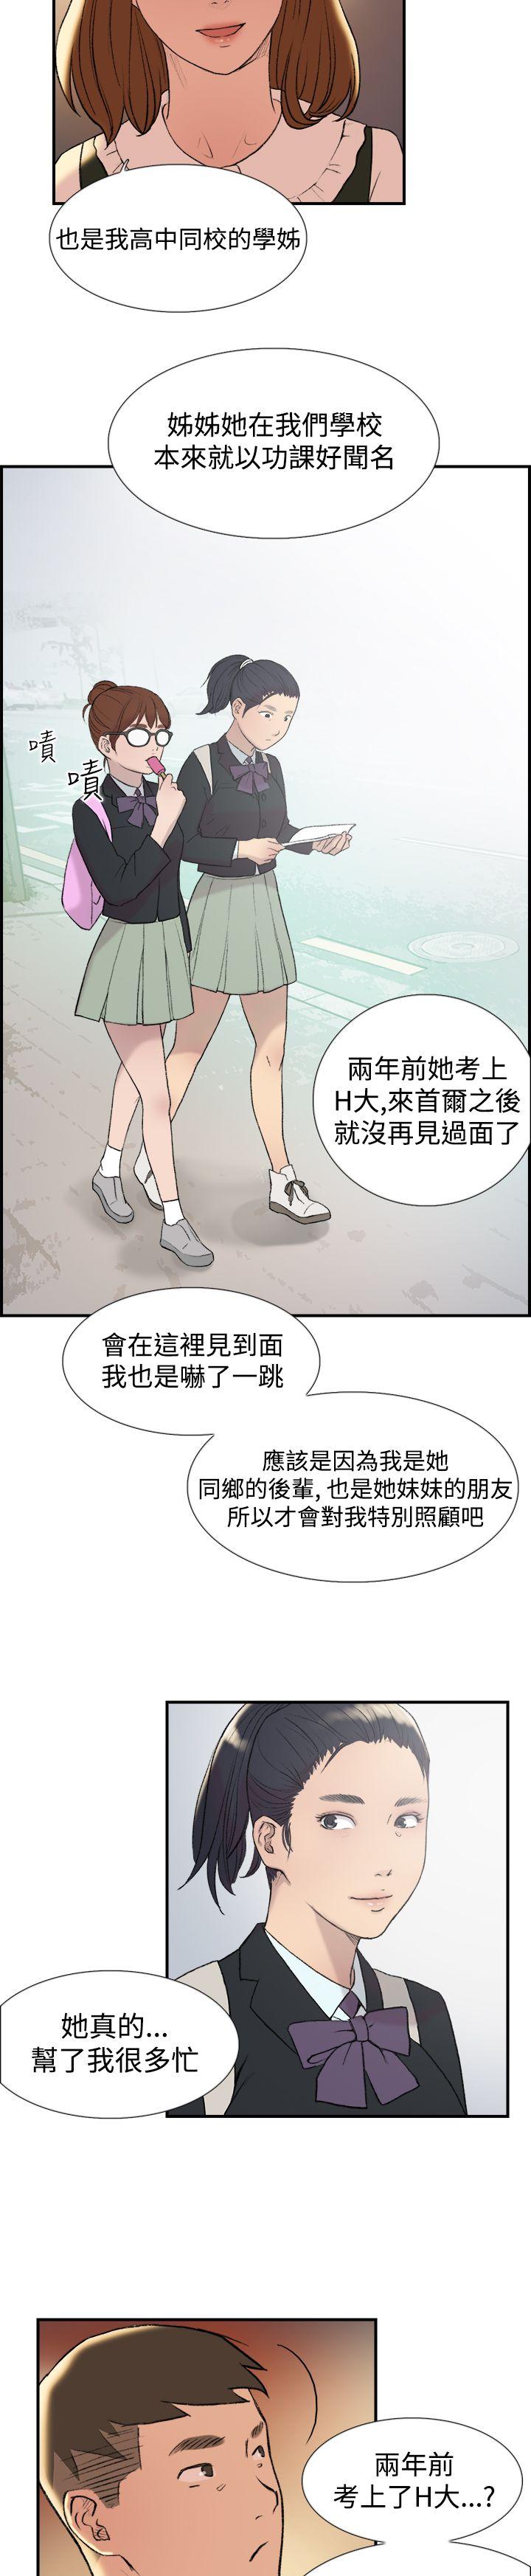 也是我高中同校的學姊
姊姊她在我們學校
本來就以功課好聞名
嘖
嘖
兩年前她考上
H大,來首爾之後
就沒再見過面了
會在這裡見到面
我也是嚇了一跳
應該是因為我是她
同鄉的後輩,也是她妹妹的朋友
所以才會對我特別照顧吧
她真的...
幫了我很多忙
兩年前
考上了H大...?